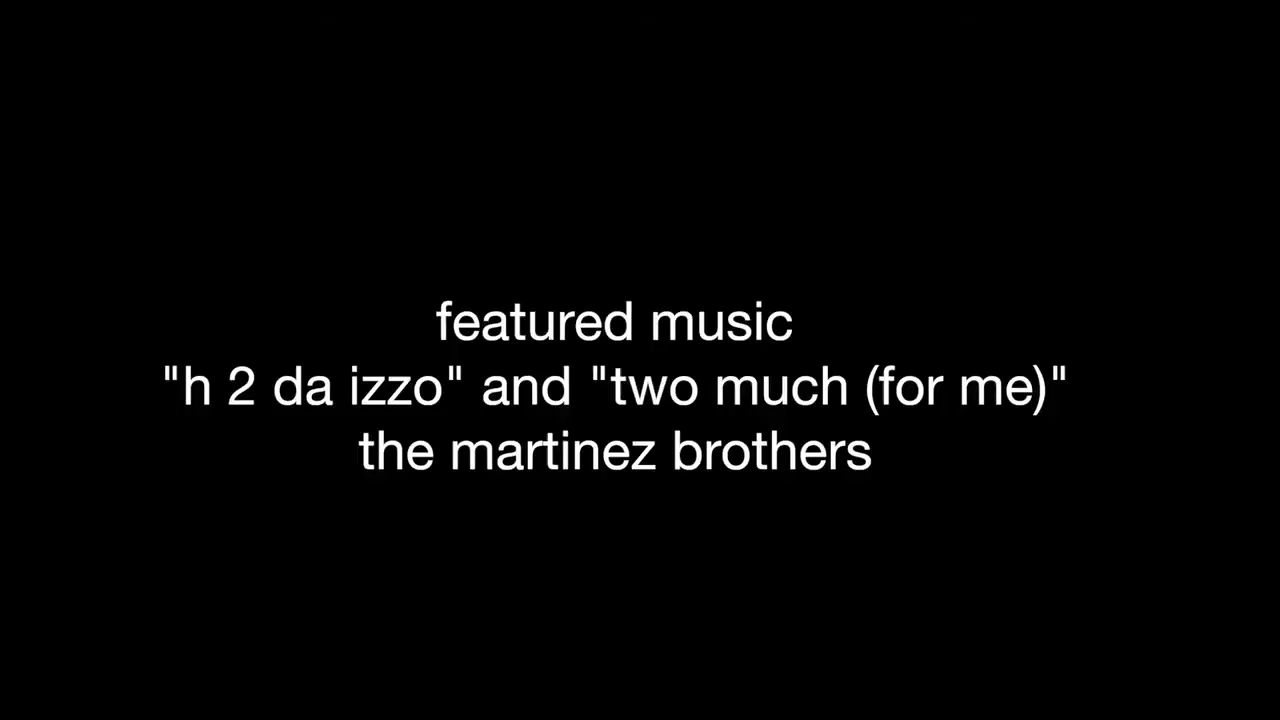 featured music
"h 2 da izzo" and "two much (for me)"
the martinez brothers